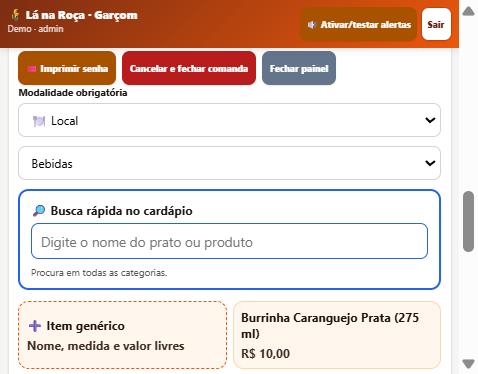 Lá na Roça - Garçom
Demo · admin
Ativar/testar alertas
Sair
Imprimir senha
Cancelar e fechar comanda
Fechar painel
Modalidade obrigatória
Local
Bebidas
Busca rápida no cardápio
Digite o nome do prato ou produto
Procura em todas as categorias.
Item genérico
Nome, medida e valor livres
Burrinha Caranguejo Prata (275
ml)
R$ 10,00